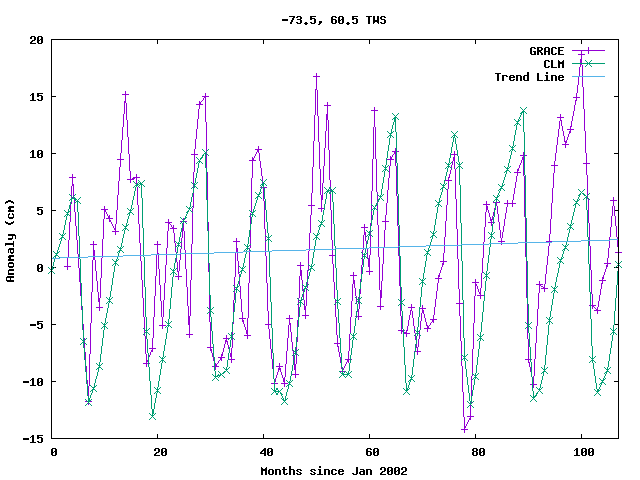 -73.5, 60.5 TWS
GRACE
CLM
Trend Line
20
15
10
5
0
-5
-10
-15
Anomaly (cm)
0 20 40 60 80 100
Months since Jan 2002